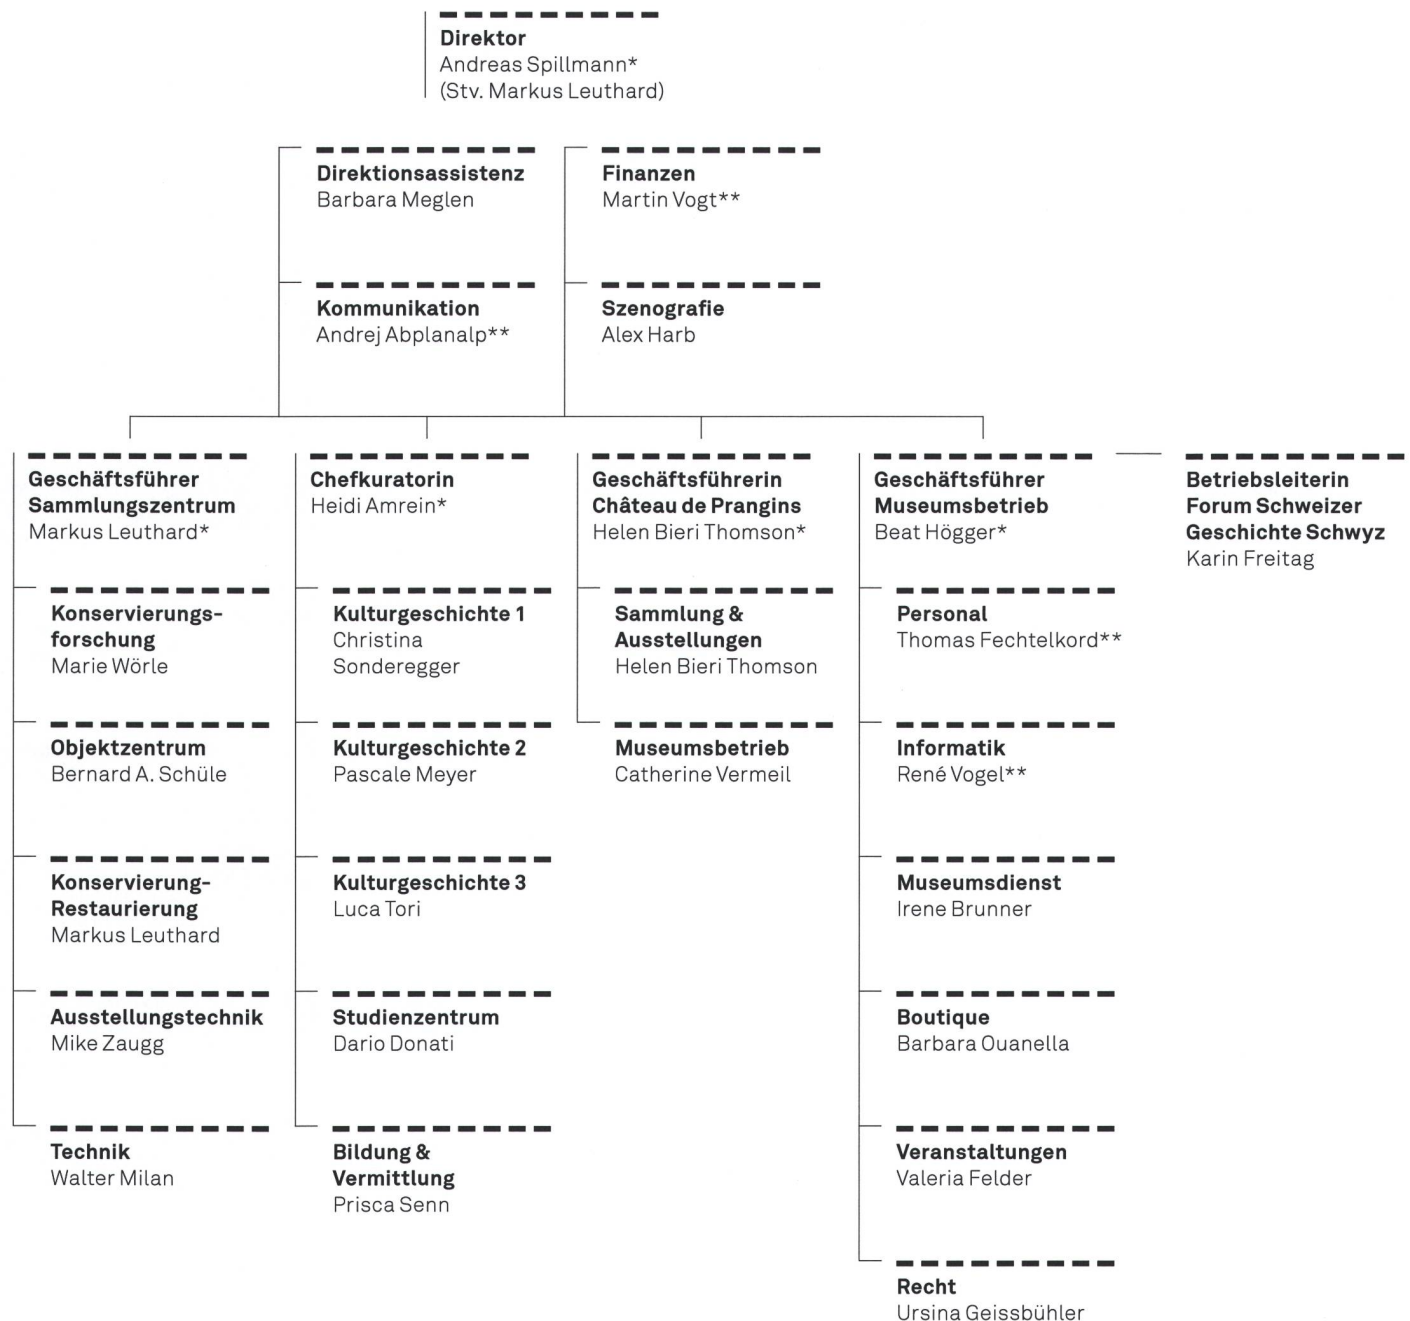 Direktor
Andreas Spillmann*
(Stv. Markus Leuthard)
Direktionsassistenz
Barbara Meglen
Finanzen
Martin Vogt**
Kommunikation
Andrej Abplanalp**
Szenografie
Alex Harb
Geschäftsführer
Sammlungszentrum
Markus Leuthard*
Konservierungs-
forschung
Marie Wörle
Objektzentrum
Bernard A. Schüle
Konservierung-
Restaurierung
Markus Leuthard
Ausstellungstechnik
Mike Zaugg
Technik
Walter Milan
Chefkuratorin
Heidi Amrein*
Kulturgeschichte 1
Christina
Sonderegger
Kulturgeschichte 2
Pascale Meyer
Kulturgeschichte 3
Luca Tori
Studienzentrum
Dario Donati
Bildung &
Vermittlung
Prisca Senn
Geschäftsführerin
Château de Prangins
Helen Bieri Thomson*
Sammlung &
Ausstellungen
Helen Bieri Thomson
Museumsbetrieb
Catherine Vermeil
Geschäftsführer
Museumsbetrieb
Beat Högger*
Personal
Thomas Fechtelkord**
Informatik
René Vogel**
Museumsdienst
Irene Brunner
Boutique
Barbara Ouanella
Veranstaltungen
Valeria Felder
Recht
Ursina Geissbühler
Betriebsleiterin
Forum Schweizer
Geschichte Schwyz
Karin Freitag